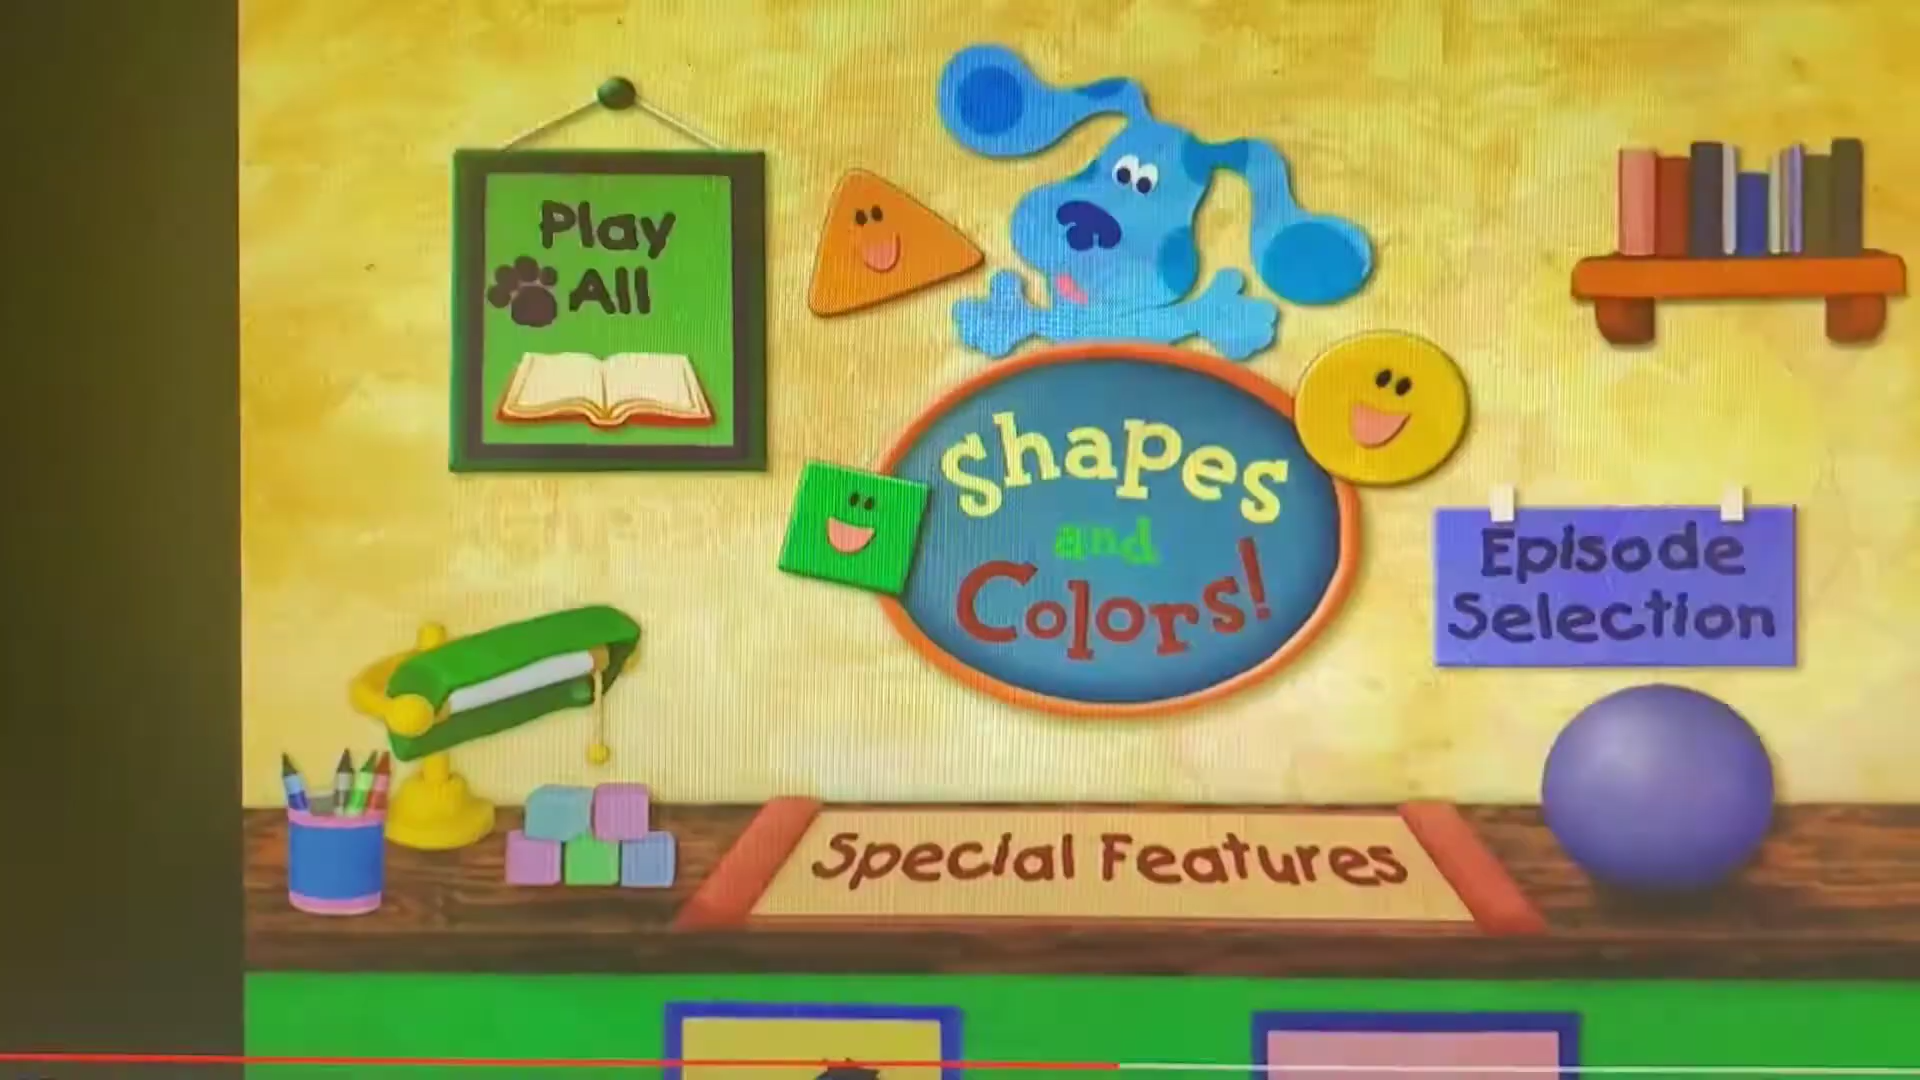 Play
All
Shapes
and
Colors!
Episode
Selection
Special Features